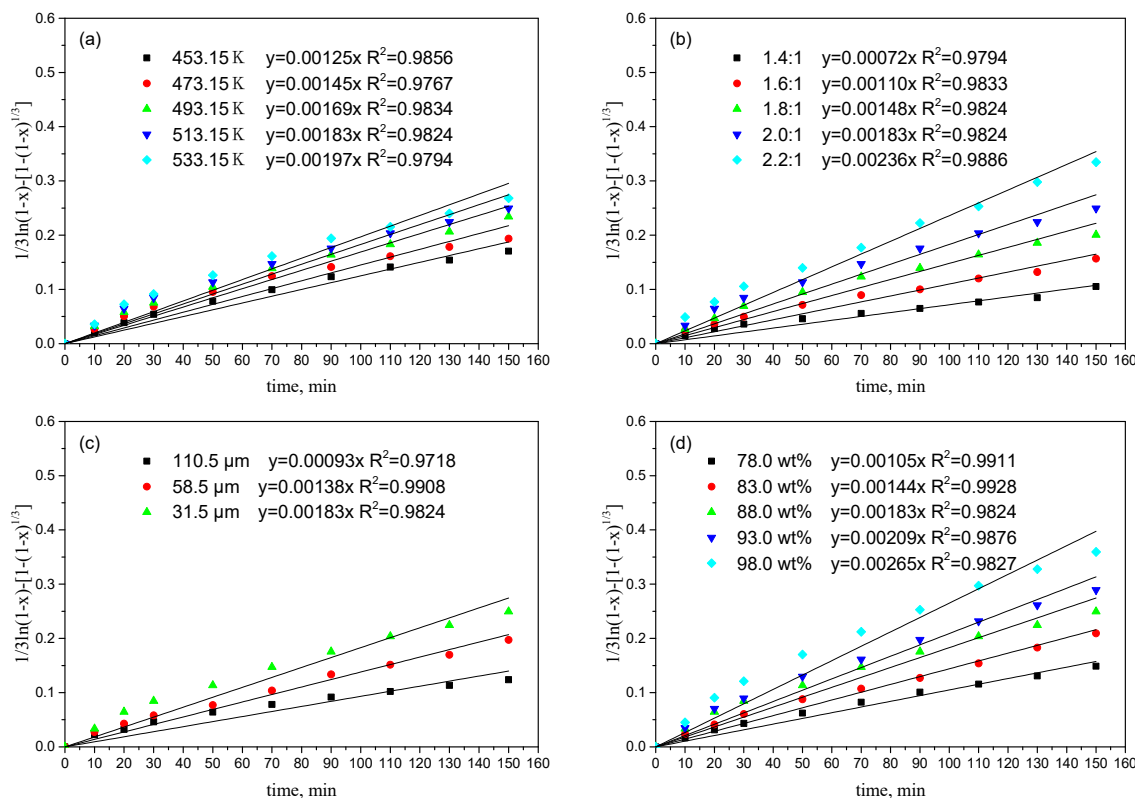 (a)
453.15 K y=0.00125x R²=0.9856
473.15 K y=0.00145x R²=0.9767
493.15 K y=0.00169x R²=0.9834
513.15 K y=0.00183x R²=0.9824
533.15 K y=0.00197x R²=0.9794
1/3ln(1-x)-[1-(1-x)^1/3]
0.6
0.5
0.4
0.3
0.2
0.1
0.0
0 10 20 30 40 50 60 70 80 90 100 110 120 130 140 150 160
time, min
(b)
1.4:1 y=0.00072x R²=0.9794
1.6:1 y=0.00110x R²=0.9833
1.8:1 y=0.00148x R²=0.9824
2.0:1 y=0.00183x R²=0.9824
2.2:1 y=0.00236x R²=0.9886
1/3ln(1-x)-[1-(1-x)^1/3]
0.6
0.5
0.4
0.3
0.2
0.1
0.0
0 10 20 30 40 50 60 70 80 90 100 110 120 130 140 150 160
time, min
(c)
110.5 μm y=0.00093x R²=0.9718
58.5 μm y=0.00138x R²=0.9908
31.5 μm y=0.00183x R²=0.9824
1/3ln(1-x)-[1-(1-x)^1/3]
0.6
0.5
0.4
0.3
0.2
0.1
0.0
0 10 20 30 40 50 60 70 80 90 100 110 120 130 140 150 160
time, min
(d)
78.0 wt% y=0.00105x R²=0.9911
83.0 wt% y=0.00144x R²=0.9928
88.0 wt% y=0.00183x R²=0.9824
93.0 wt% y=0.00209x R²=0.9876
98.0 wt% y=0.00265x R²=0.9827
1/3ln(1-x)-[1-(1-x)^1/3]
0.6
0.5
0.4
0.3
0.2
0.1
0.0
0 10 20 30 40 50 60 70 80 90 100 110 120 130 140 150 160
time, min